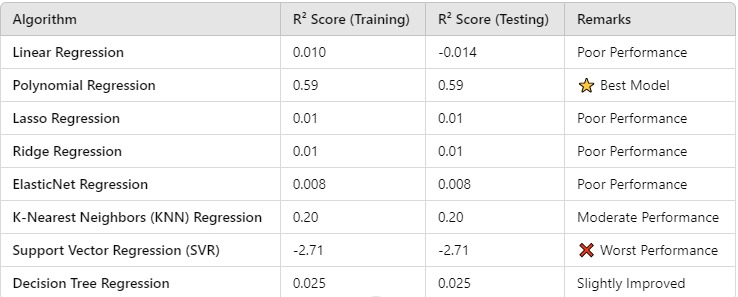 Algorithm R² Score (Training) R² Score (Testing) Remarks
Linear Regression 0.010 -0.014 Poor Performance
Polynomial Regression 0.59 0.59 ⭐ Best Model
Lasso Regression 0.01 0.01 Poor Performance
Ridge Regression 0.01 0.01 Poor Performance
ElasticNet Regression 0.008 0.008 Poor Performance
K-Nearest Neighbors (KNN) Regression 0.20 0.20 Moderate Performance
Support Vector Regression (SVR) -2.71 -2.71 ❌ Worst Performance
Decision Tree Regression 0.025 0.025 Slightly Improved